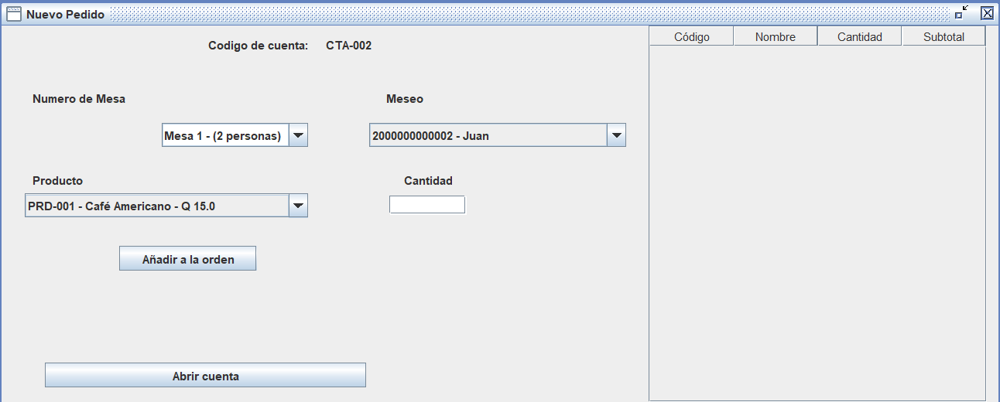 Nuevo Pedido
Codigo de cuenta: CTA-002
Código Nombre Cantidad Subtotal
Numero de Mesa Meseo
Mesa 1 - (2 personas) 2000000000002 - Juan
Producto Cantidad
PRD-001 - Café Americano - Q 15.0
Añadir a la orden
Abrir cuenta